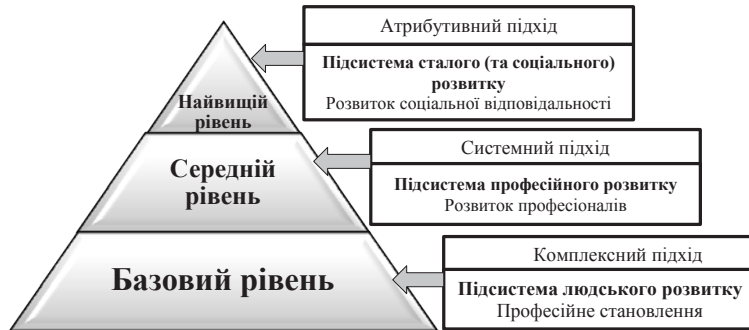 Атрибутивний підхід
Підсистема сталого (та соціального)
розвитку
Розвиток соціальної відповідальності
Найвищій
рівень
Системний підхід
Підсистема професійного розвитку
Розвиток професіоналів
Середній
рівень
Комплексний підхід
Підсистема людського розвитку
Професійне становлення
Базовий рівень